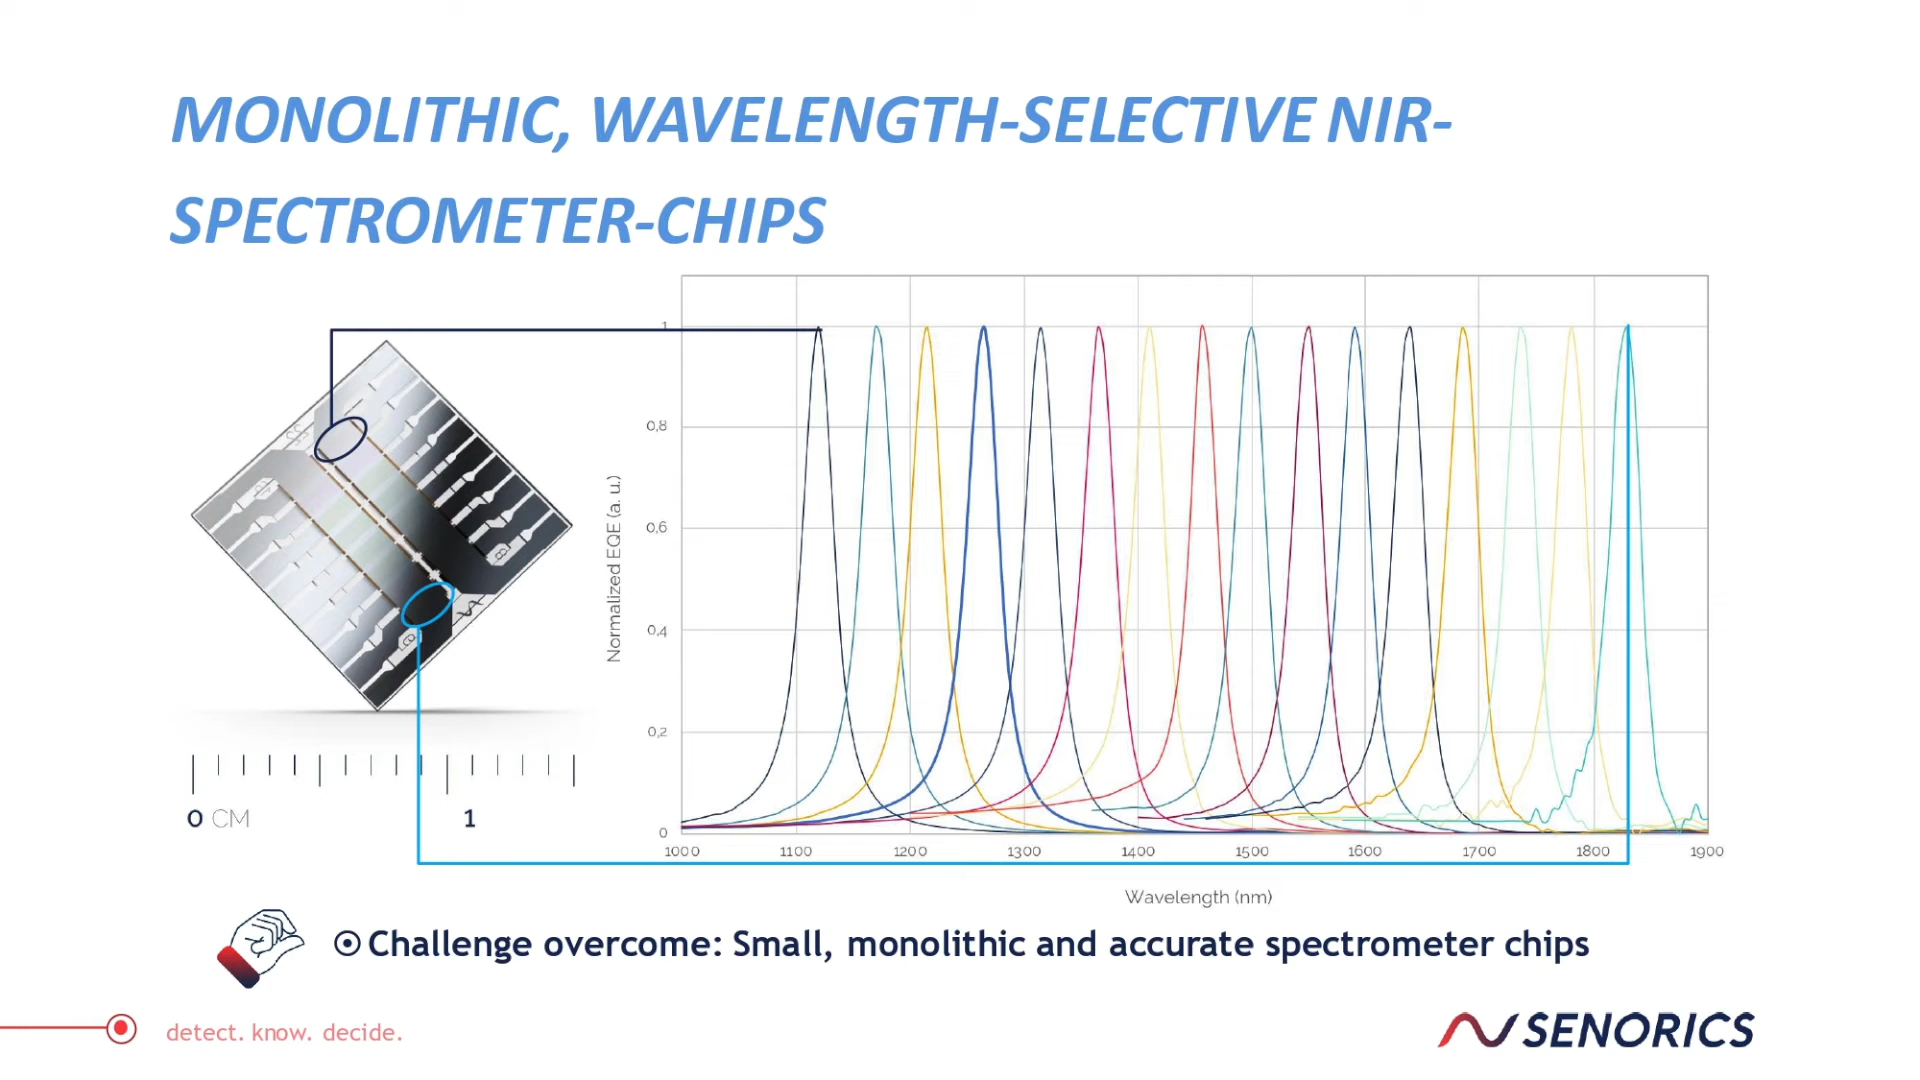 MONOLITHIC, WAVELENGTH-SELECTIVE NIR-
SPECTROMETER-CHIPS
1
0,8
0,6
0,4
0,2
0
Normalized EQE (a. u.)
1000 1100 1200 1300 1400 1500 1600 1700 1800 1900
Wavelength (nm)
0 CM 1
Challenge overcome: Small, monolithic and accurate spectrometer chips
detect. know. decide.
SENORICS